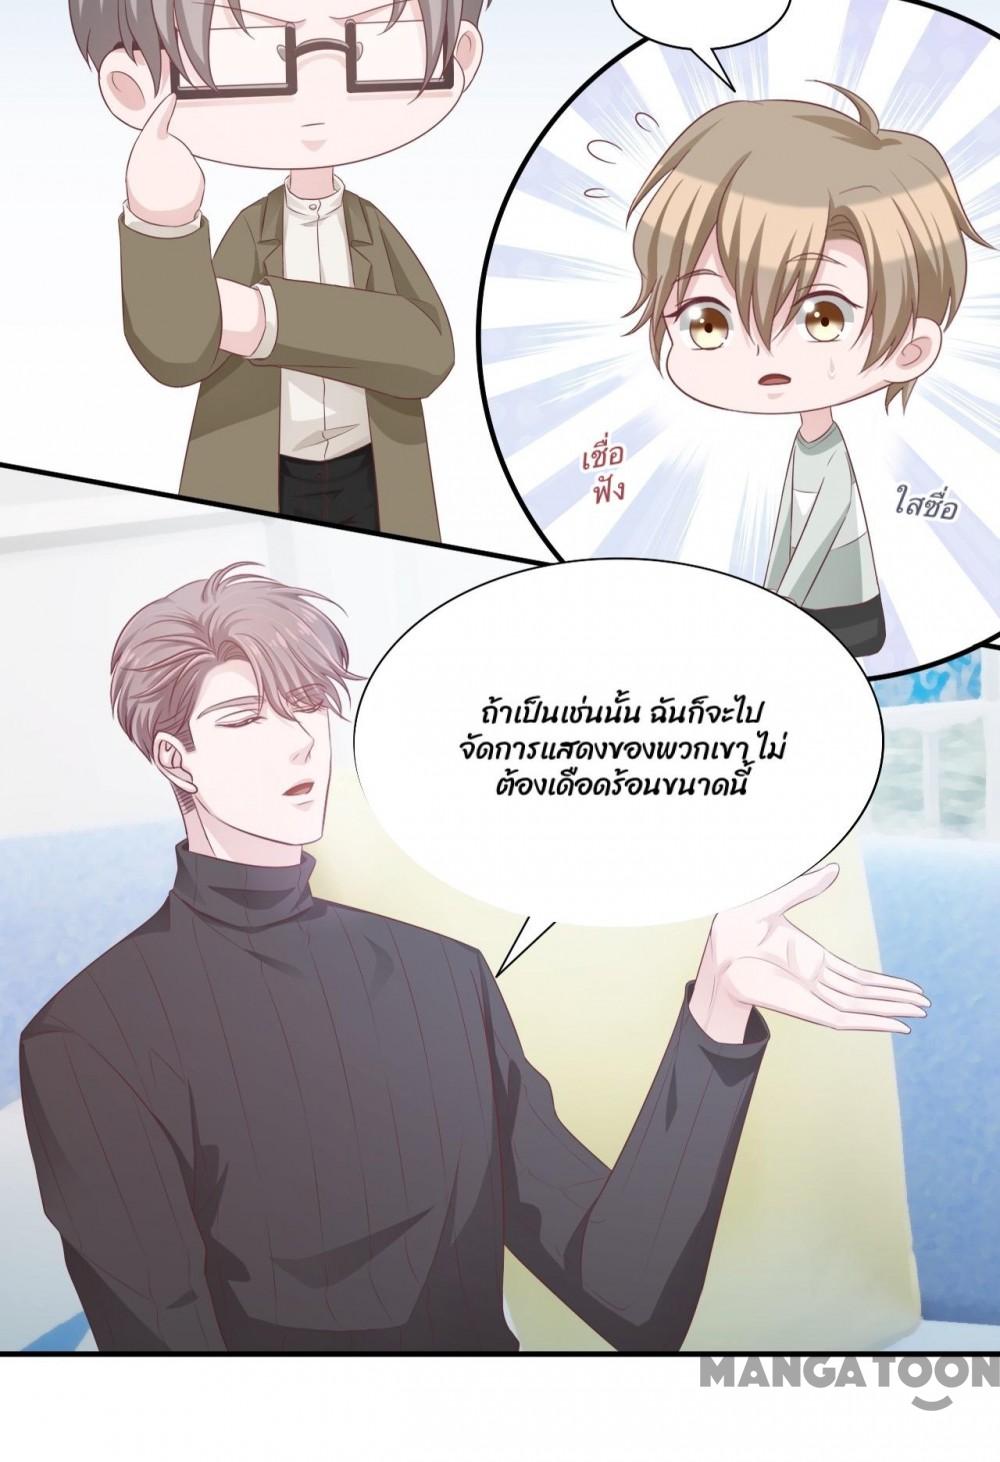 เชื่อ
ฟัง
ใสซื่อ
ถ้าเป็นเช่นนั้น ฉันก็จะไป
จัดการแสดงของพวกเขา ไม่
ต้องเดือดร้อนขนาดนี้
MANGATOON